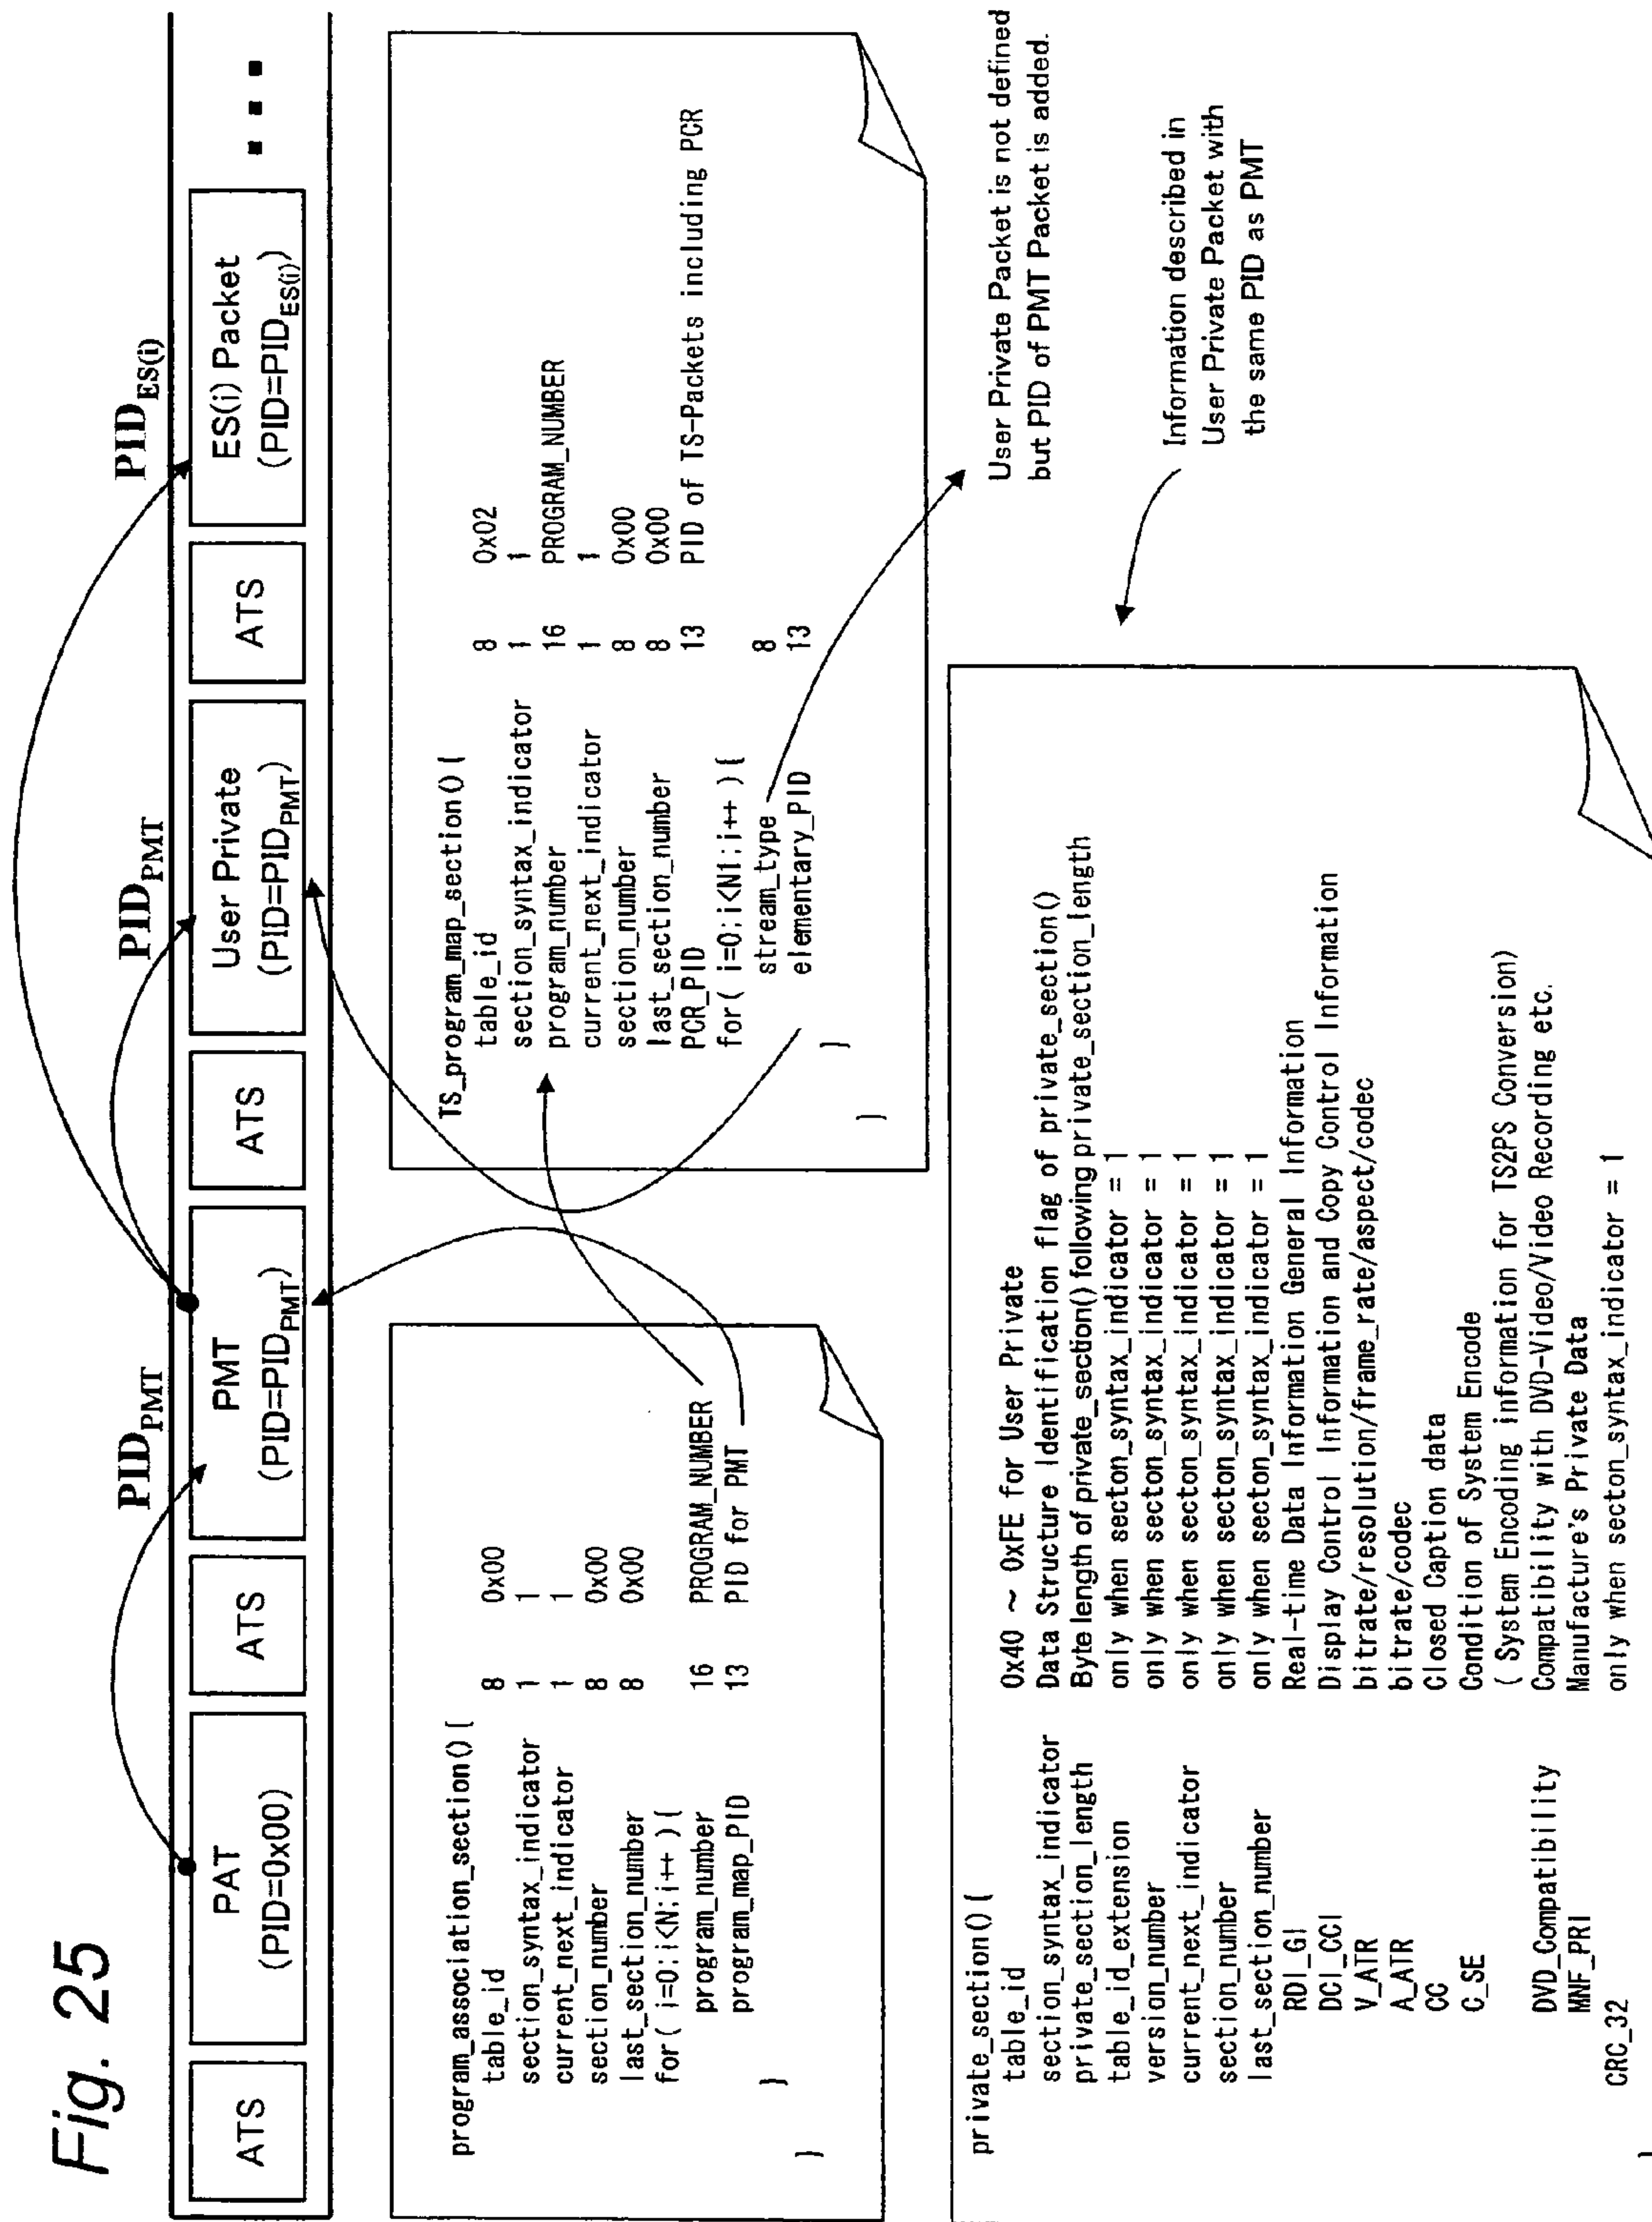 Fig. 25
PID_PMT
PID_PMT
PID_ES(i)
ATS
PAT
(PID=0x00)
ATS
PMT
(PID=PID_PMT)
ATS
User Private
(PID=PID_PMT)
ATS
ES(i) Packet
(PID=PID_ES(i))
▪ ▪ ▪
program_association_section() {
table_id 8 0x00
section_syntax_indicator 1 1
current_next_indicator 1 1
section_number 8 0x00
last_section_number 8 0x00
for( i=0;i<N;i++ ) {
program_number 16 PROGRAM_NUMBER
program_map_PID 13 PID for PMT
}
}
TS_program_map_section() {
table_id 8 0x02
section_syntax_indicator 1 1
program_number 16 PROGRAM_NUMBER
current_next_indicator 1 1
section_number 8 0x00
last_section_number 8 0x00
PCR_PID 13 PID of TS-Packets including PCR
for( i=0;i<N1;i++ ) {
stream_type 8
elementary_PID 13
}
}
User Private Packet is not defined
but PID of PMT Packet is added.
Information described in
User Private Packet with
the same PID as PMT
private_section() {
table_id 0x40 ~ 0xFE for User Private
section_syntax_indicator Data Structure Identification flag of private_section()
private_section_length Byte length of private_section() following private_section_length
table_id_extension only when secton_syntax_indicator = 1
version_number only when secton_syntax_indicator = 1
current_next_indicator only when secton_syntax_indicator = 1
section_number only when secton_syntax_indicator = 1
last_section_number only when secton_syntax_indicator = 1
RDI_GI Real-time Data Information General Information
DCI_CCI Display Control Information and Copy Control Information
V_ATR bitrate/resolution/frame_rate/aspect/codec
A_ATR bitrate/codec
CC Closed Caption data
C_SE Condition of System Encode
( System Encoding information for TS2PS Conversion)
DVD_Compatibility Compatibility with DVD-Video/Video Recording etc.
MNF_PRI Manufacture's Private Data
CRC_32 only when secton_syntax_indicator = 1
}